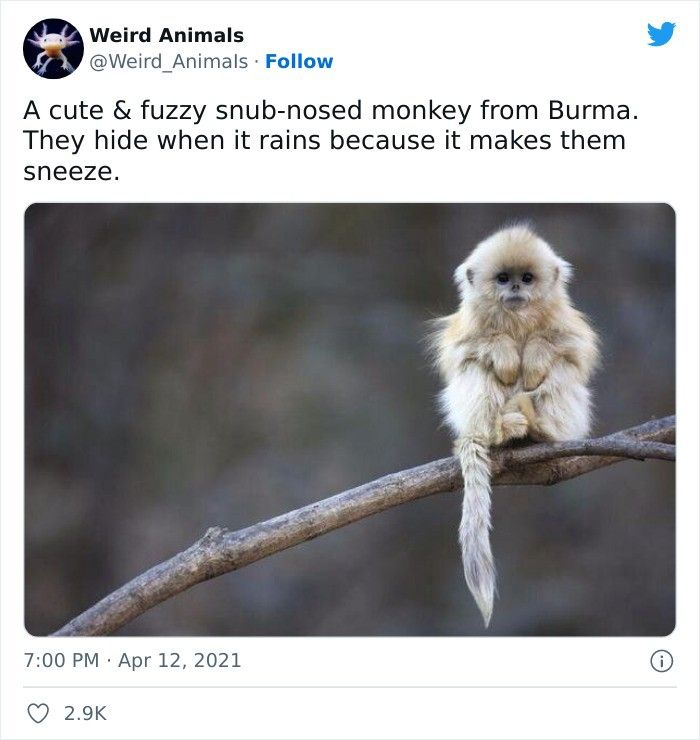 Weird Animals
@Weird_Animals · Follow
A cute & fuzzy snub-nosed monkey from Burma.
They hide when it rains because it makes them
sneeze.
7:00 PM · Apr 12, 2021
2.9K